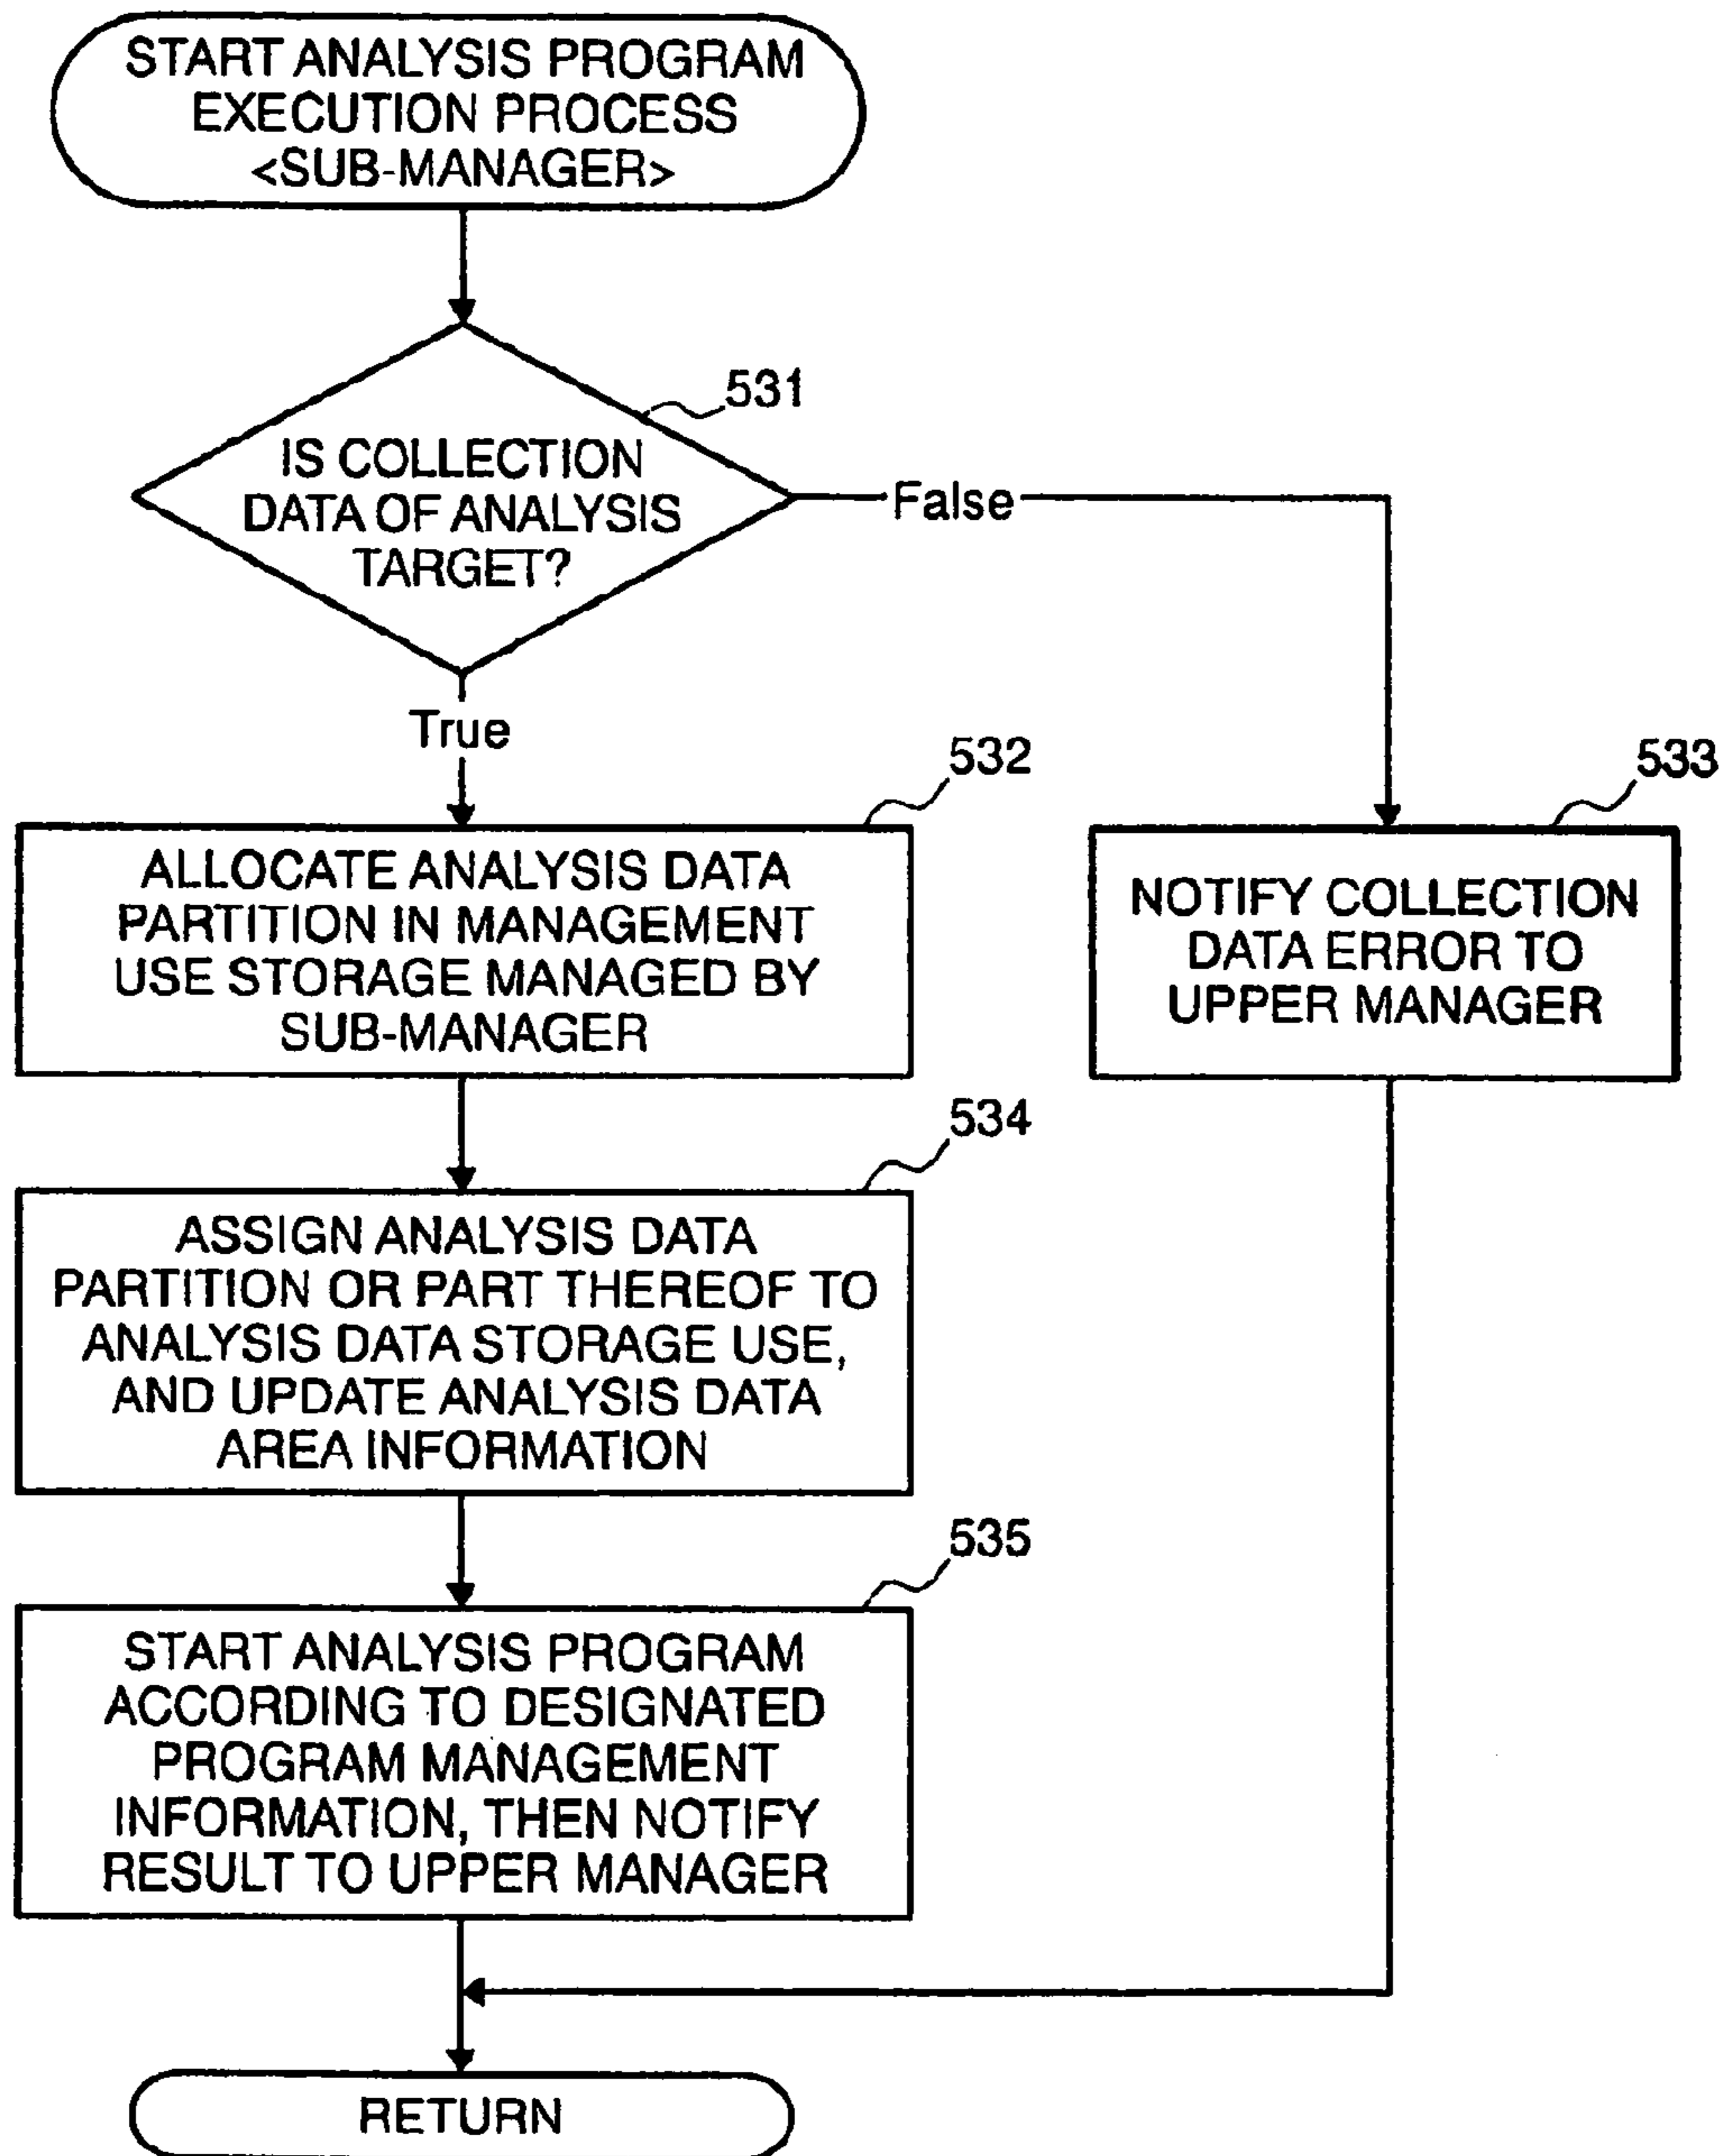 START ANALYSIS PROGRAM
EXECUTION PROCESS
<SUB-MANAGER>
531
IS COLLECTION
DATA OF ANALYSIS
TARGET?
False
True
532
ALLOCATE ANALYSIS DATA
PARTITION IN MANAGEMENT
USE STORAGE MANAGED BY
SUB-MANAGER
533
NOTIFY COLLECTION
DATA ERROR TO
UPPER MANAGER
534
ASSIGN ANALYSIS DATA
PARTITION OR PART THEREOF TO
ANALYSIS DATA STORAGE USE,
AND UPDATE ANALYSIS DATA
AREA INFORMATION
535
START ANALYSIS PROGRAM
ACCORDING TO DESIGNATED
PROGRAM MANAGEMENT
INFORMATION, THEN NOTIFY
RESULT TO UPPER MANAGER
RETURN